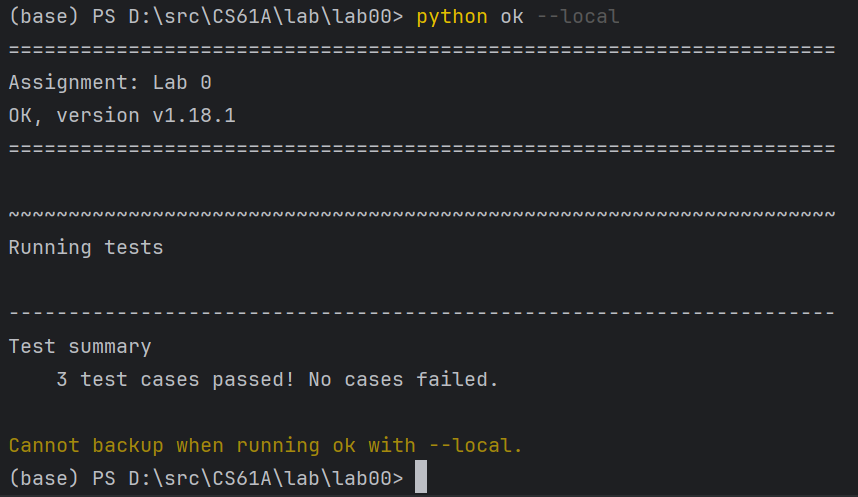 (base) PS D:\src\CS61A\lab\lab00> python ok --local
=====================================================================
Assignment: Lab 0
OK, version v1.18.1
=====================================================================
~~~~~~~~~~~~~~~~~~~~~~~~~~~~~~~~~~~~~~~~~~~~~~~~~~~~~~~~~~~~~~~~~~~~~
Running tests
---------------------------------------------------------------------
Test summary
    3 test cases passed! No cases failed.
Cannot backup when running ok with --local.
(base) PS D:\src\CS61A\lab\lab00>